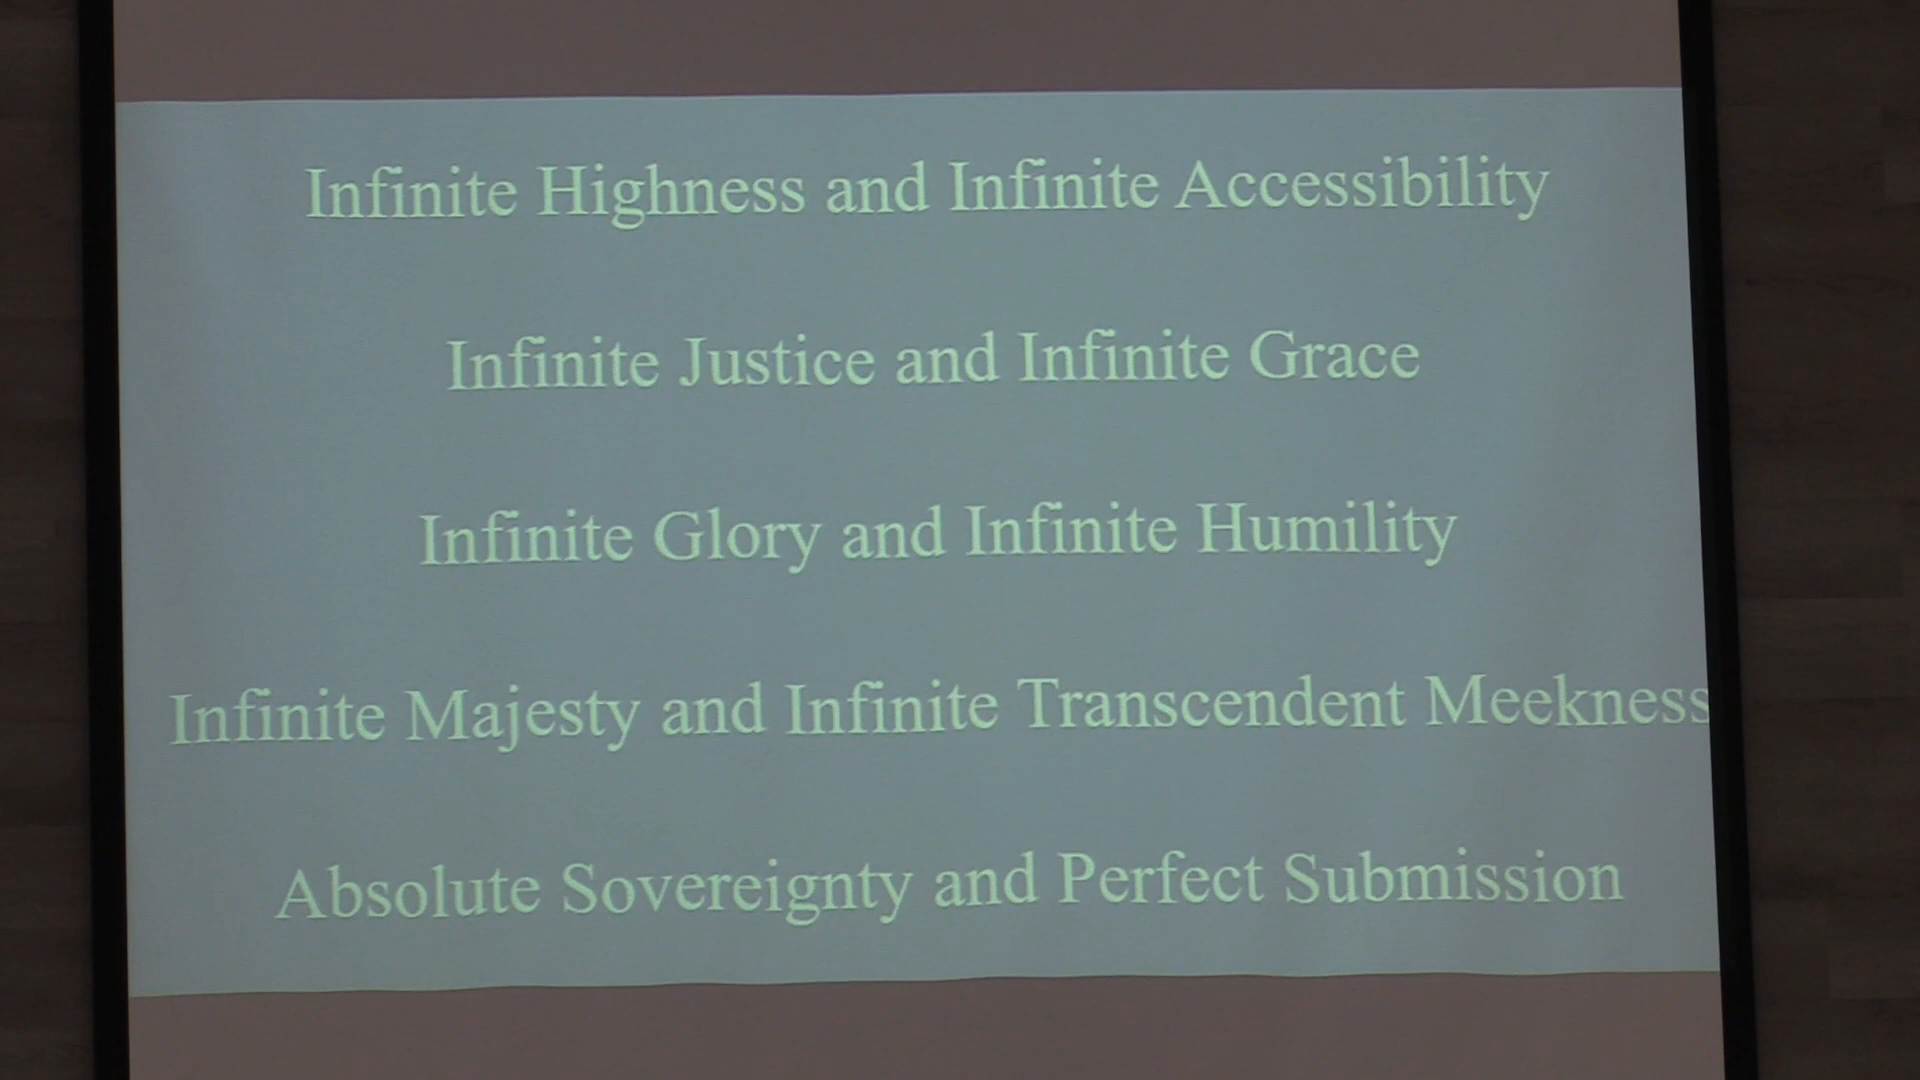 Infinite Highness and Infinite Accessibility
Infinite Justice and Infinite Grace
Infinite Glory and Infinite Humility
Infinite Majesty and Infinite Transcendent Meekness
Absolute Sovereignty and Perfect Submission